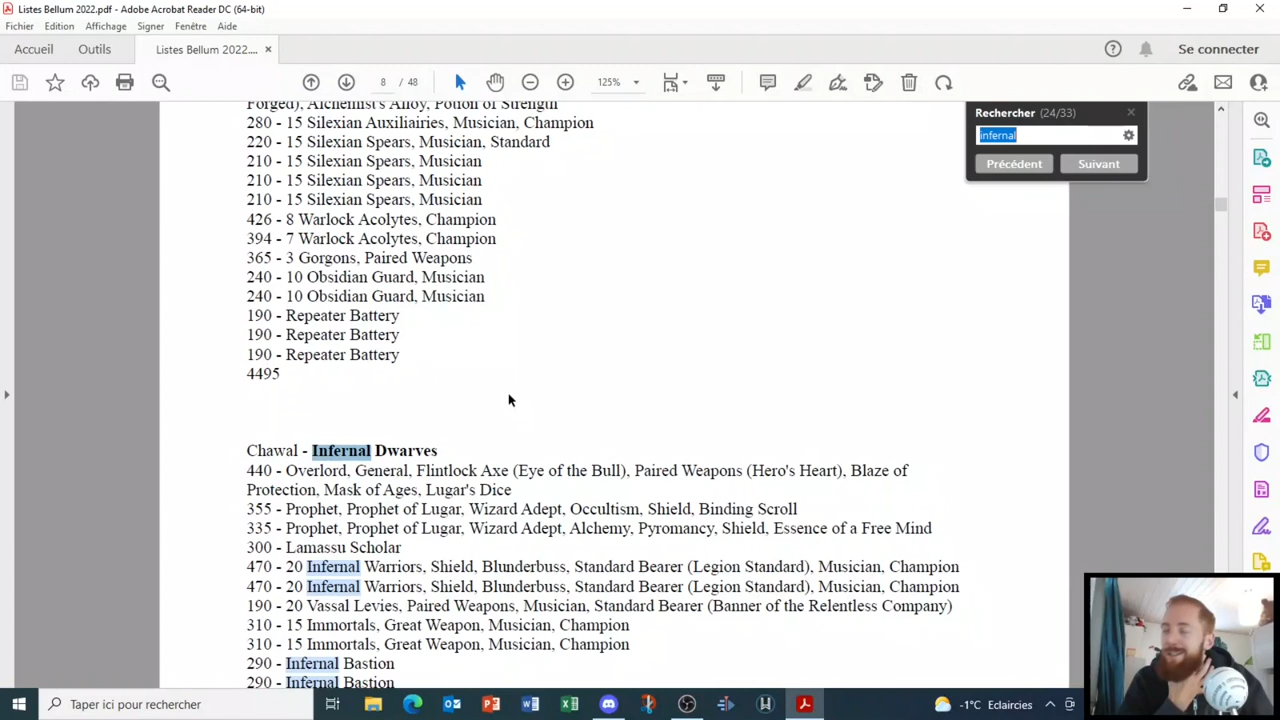 Listes Bellum 2022.pdf - Adobe Acrobat Reader DC (64-bit)
Fichier Edition Affichage Signer Fenêtre Aide
Accueil Outils Listes Bellum 2022.... × Se connecter
8 / 48 125%
Rechercher (24/33)
infernal
Précédent Suivant
Forged), Alchemist's Alloy, Potion of Strength
280 - 15 Silexian Auxiliairies, Musician, Champion
220 - 15 Silexian Spears, Musician, Standard
210 - 15 Silexian Spears, Musician
210 - 15 Silexian Spears, Musician
210 - 15 Silexian Spears, Musician
426 - 8 Warlock Acolytes, Champion
394 - 7 Warlock Acolytes, Champion
365 - 3 Gorgons, Paired Weapons
240 - 10 Obsidian Guard, Musician
240 - 10 Obsidian Guard, Musician
190 - Repeater Battery
190 - Repeater Battery
190 - Repeater Battery
4495
Chawal - Infernal Dwarves
440 - Overlord, General, Flintlock Axe (Eye of the Bull), Paired Weapons (Hero's Heart), Blaze of
Protection, Mask of Ages, Lugar's Dice
355 - Prophet, Prophet of Lugar, Wizard Adept, Occultism, Shield, Binding Scroll
335 - Prophet, Prophet of Lugar, Wizard Adept, Alchemy, Pyromancy, Shield, Essence of a Free Mind
300 - Lamassu Scholar
470 - 20 Infernal Warriors, Shield, Blunderbuss, Standard Bearer (Legion Standard), Musician, Champion
470 - 20 Infernal Warriors, Shield, Blunderbuss, Standard Bearer (Legion Standard), Musician, Champion
190 - 20 Vassal Levies, Paired Weapons, Musician, Standard Bearer (Banner of the Relentless Company)
310 - 15 Immortals, Great Weapon, Musician, Champion
310 - 15 Immortals, Great Weapon, Musician, Champion
290 - Infernal Bastion
290 - Infernal Bastion
Taper ici pour rechercher
-1°C Eclaircies